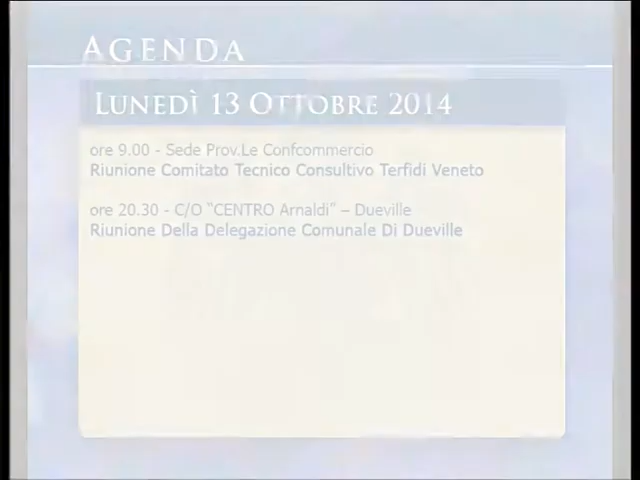 AGENDA
LUNEDÌ 13 OTTOBRE 2014
ore 9.00 - Sede Prov.Le Confcommercio
Riunione Comitato Tecnico Consultivo Terfidi Veneto
ore 20.30 - C/O "CENTRO Arnaldi" – Dueville
Riunione Della Delegazione Comunale Di Dueville